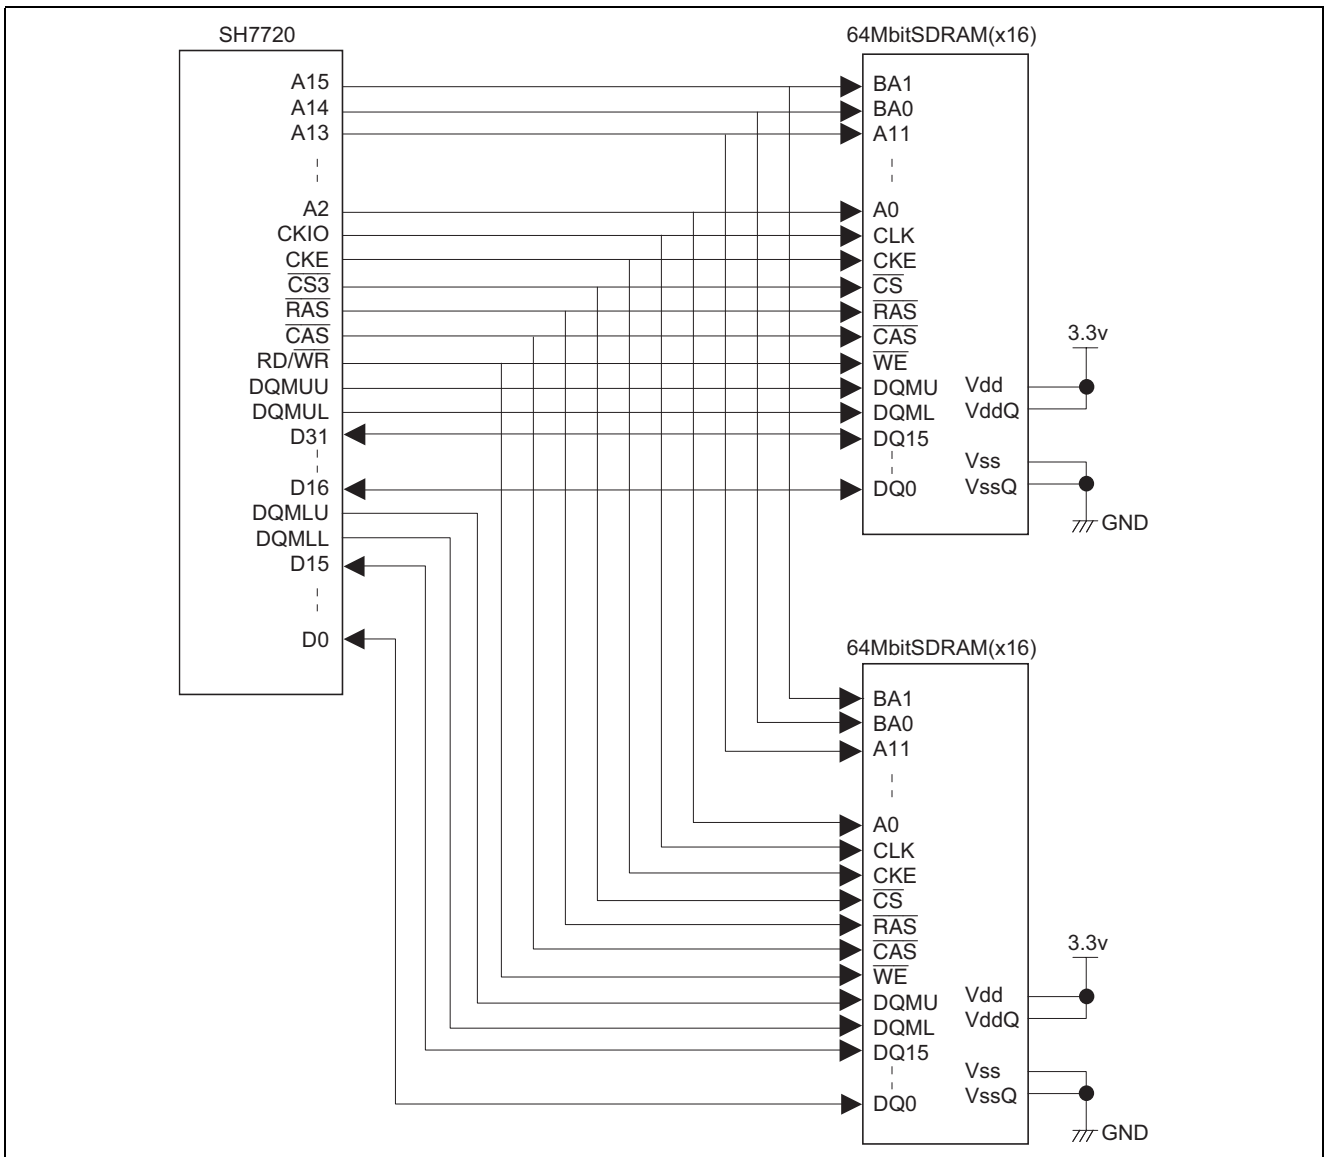 SH7720
A15
A14
A13
A2
CKIO
CKE
CS3
RAS
CAS
RD/WR
DQMUU
DQMUL
D31
D16
DQMLU
DQMLL
D15
D0
64MbitSDRAM(x16)
BA1
BA0
A11
A0
CLK
CKE
CS
RAS
CAS
WE
DQMU
DQML
DQ15
DQ0
Vdd
VddQ
Vss
VssQ
3.3v
GND
64MbitSDRAM(x16)
BA1
BA0
A11
A0
CLK
CKE
CS
RAS
CAS
WE
DQMU
DQML
DQ15
DQ0
Vdd
VddQ
Vss
VssQ
3.3v
GND